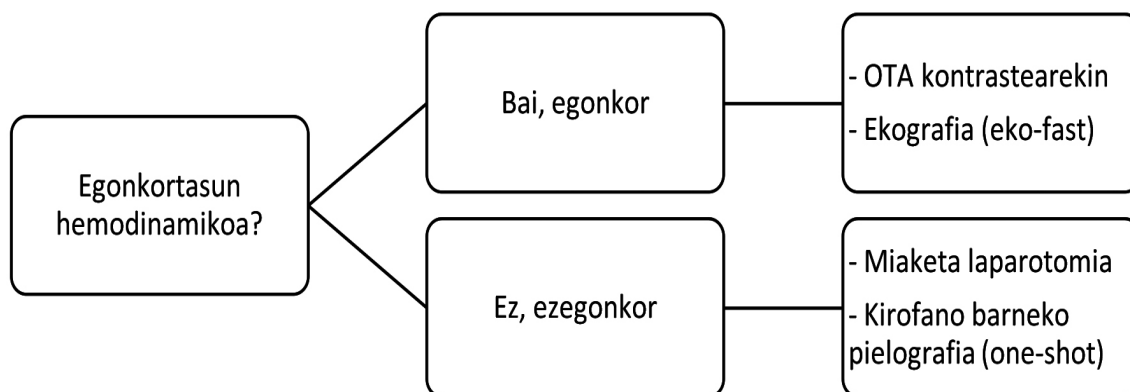 Egonkortasun
hemodinamikoa?
Bai, egonkor
- OTA kontrastearekin
- Ekografia (eko-fast)
Ez, ezegonkor
- Miaketa laparotomia
- Kirofano barneko
pielografia (one-shot)